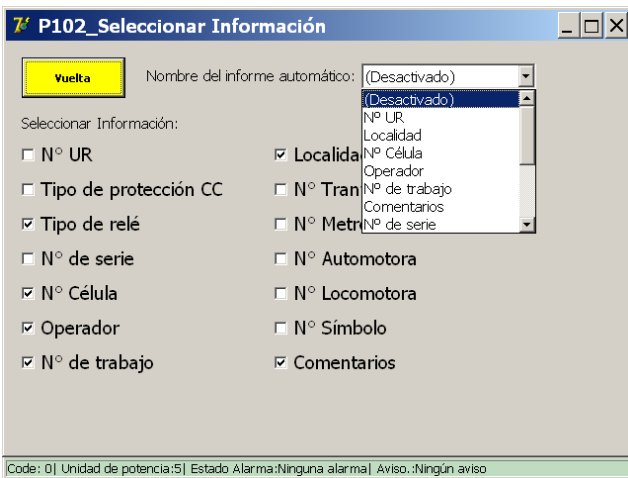 P102_Seleccionar Información
Vuelta
Nombre del informe automático: (Desactivado)
(Desactivado)
Nº UR
Localidad
Nº Célula
Operador
Nº de trabajo
Comentarios
Nº de serie
Seleccionar Información:
N° UR
Localida
Tipo de protección CC
N° Tran
Tipo de relé
N° Metr
N° de serie
N° Automotora
N° Célula
N° Locomotora
Operador
N° Símbolo
N° de trabajo
Comentarios
Code: 0| Unidad de potencia:5| Estado Alarma:Ninguna alarma| Aviso.:Ningún aviso